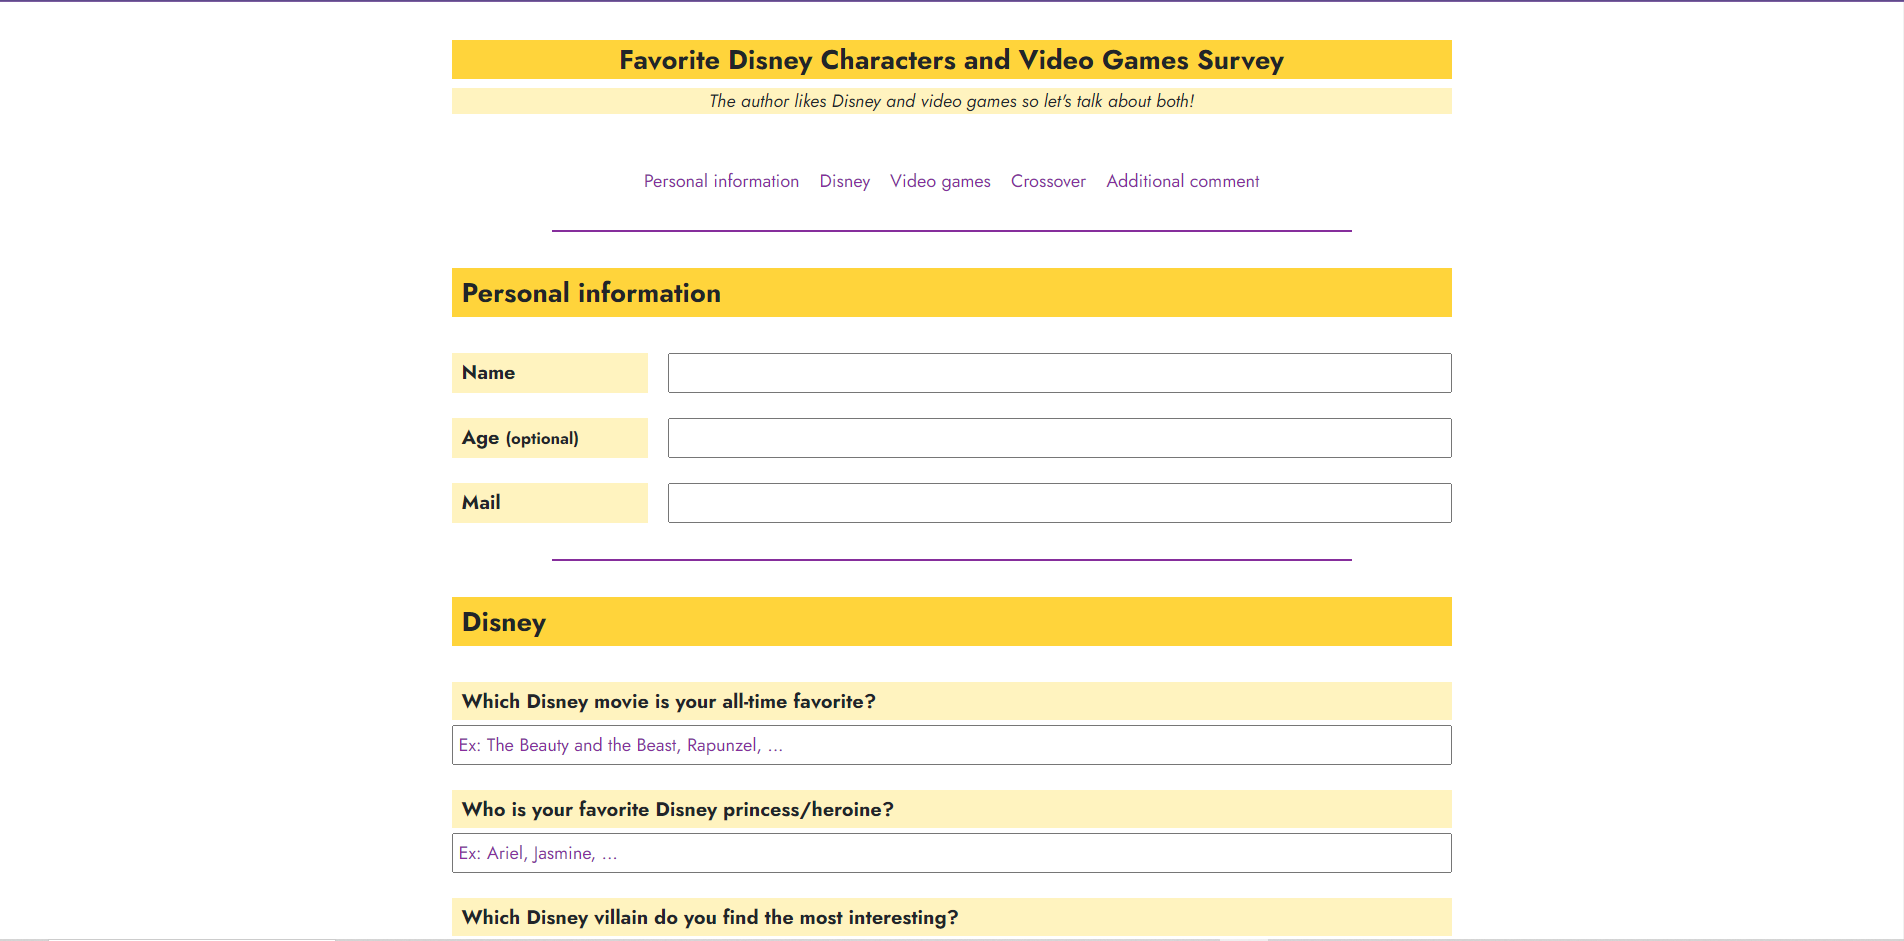 Favorite Disney Characters and Video Games Survey
The author likes Disney and video games so let's talk about both!
Personal information Disney Video games Crossover Additional comment
Personal information
Name
Age (optional)
Mail
Disney
Which Disney movie is your all-time favorite?
Ex: The Beauty and the Beast, Rapunzel, ...
Who is your favorite Disney princess/heroine?
Ex: Ariel, Jasmine, ...
Which Disney villain do you find the most interesting?